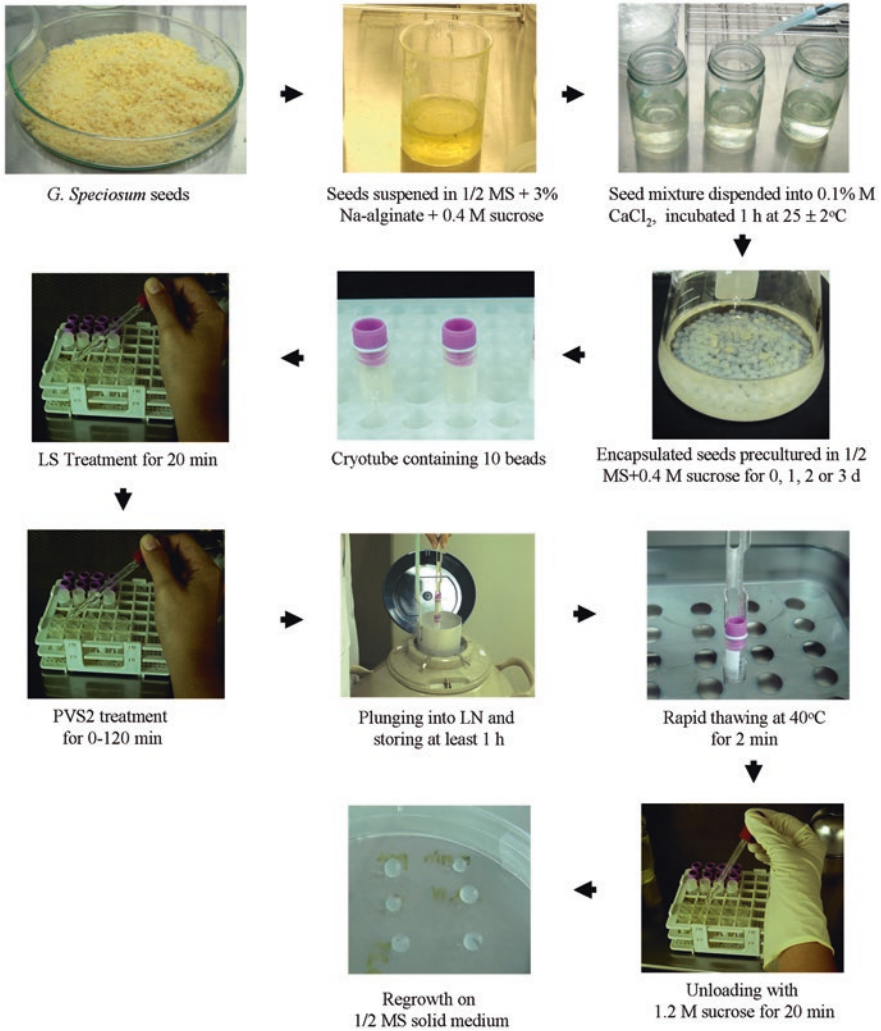 G. Speciosum seeds
Seeds suspened in 1/2 MS + 3%
Na-alginate + 0.4 M sucrose
Seed mixture dispended into 0.1% M
CaCl₂, incubated 1 h at 25 ± 2ºC
Encapsulated seeds precultured in 1/2
MS+0.4 M sucrose for 0, 1, 2 or 3 d
Cryotube containing 10 beads
LS Treatment for 20 min
PVS2 treatment
for 0-120 min
Plunging into LN and
storing at least 1 h
Rapid thawing at 40ºC
for 2 min
Unloading with
1.2 M sucrose for 20 min
Regrowth on
1/2 MS solid medium